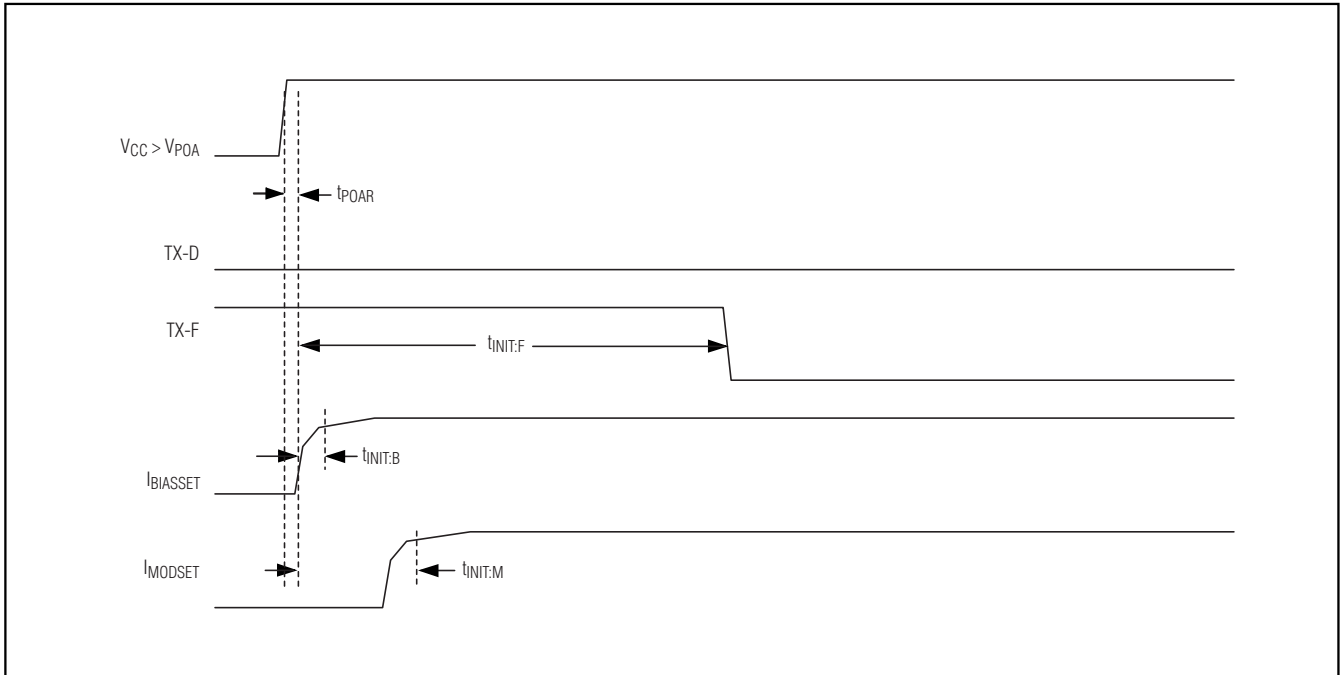 VCC > VPOA
tPOAR
TX-D
TX-F
tINIT:F
tINIT:B
IBIASSET
IMODSET
tINIT:M